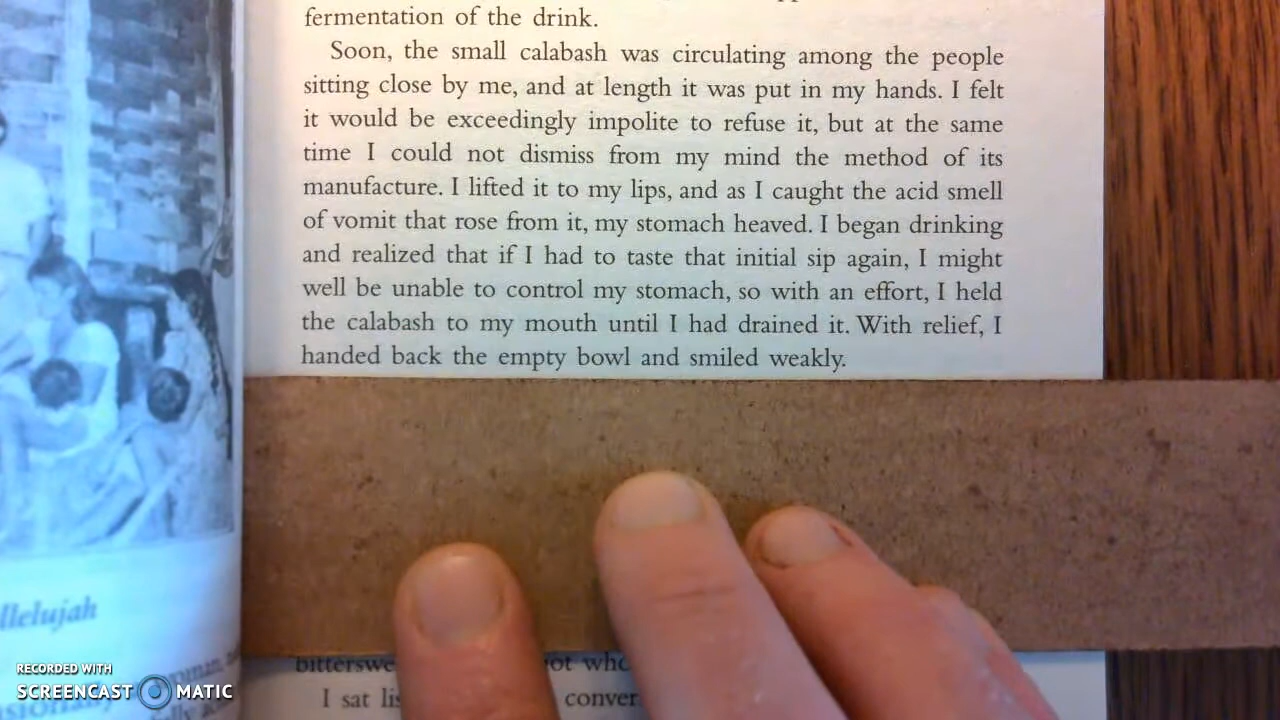 fermentation of the drink.
Soon, the small calabash was circulating among the people
sitting close by me, and at length it was put in my hands. I felt
it would be exceedingly impolite to refuse it, but at the same
time I could not dismiss from my mind the method of its
manufacture. I lifted it to my lips, and as I caught the acid smell
of vomit that rose from it, my stomach heaved. I began drinking
and realized that if I had to taste that initial sip again, I might
well be unable to control my stomach, so with an effort, I held
the calabash to my mouth until I had drained it. With relief, I
handed back the empty bowl and smiled weakly.
I sat
llelujah
RECORDED WITH
SCREENCAST MATIC